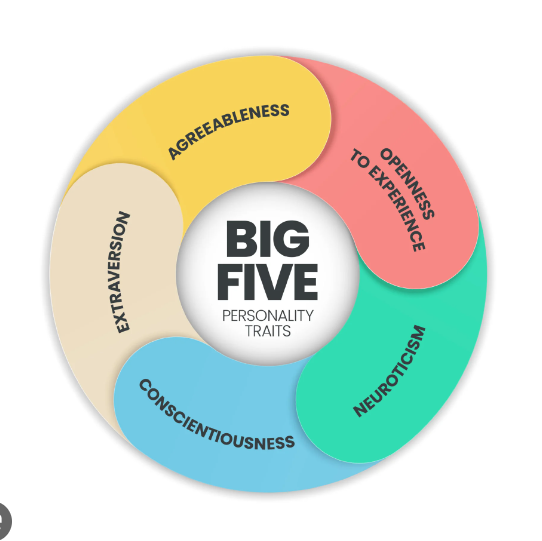 BIG
FIVE
PERSONALITY
TRAITS
AGREEABLENESS
OPENNESS
TO EXPERIENCE
NEUROTICISM
CONSCIENTIOUSNESS
EXTRAVERSION